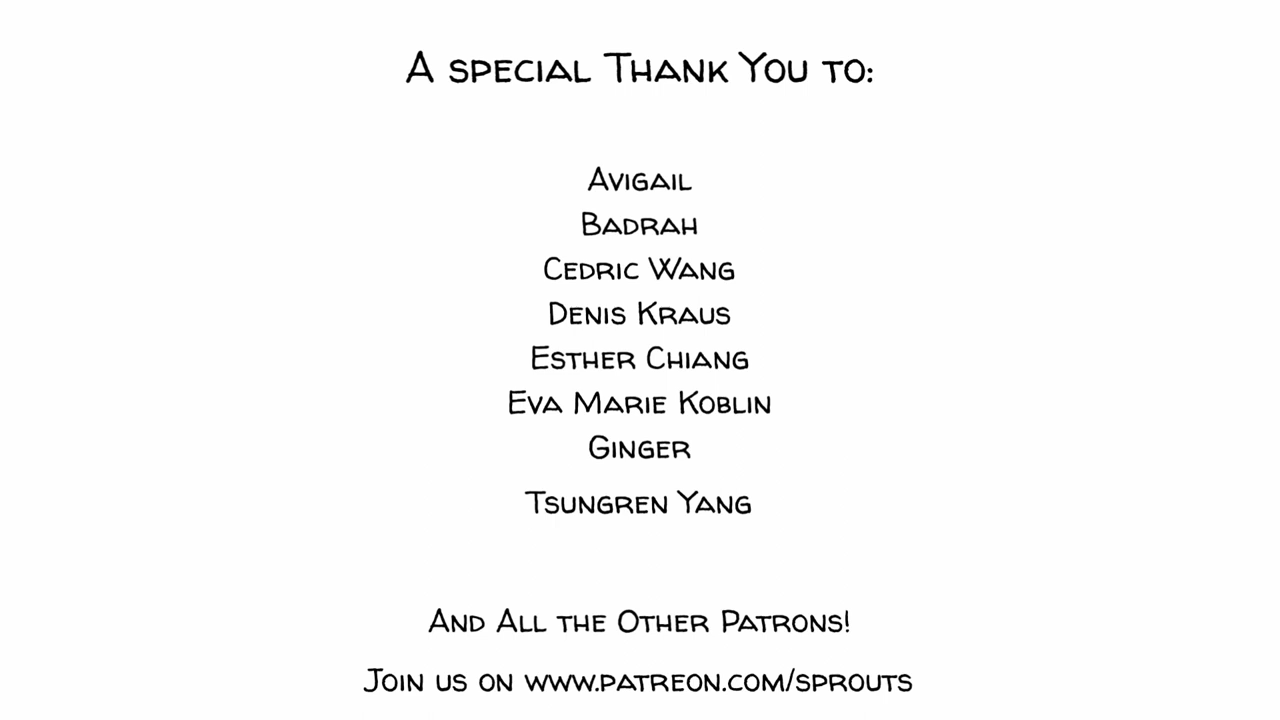 A special Thank You to:
Avigail
Badrah
Cedric Wang
Denis Kraus
Esther Chiang
Eva Marie Koblin
Ginger
Tsungren Yang
And All the Other Patrons!
Join us on www.patreon.com/sprouts